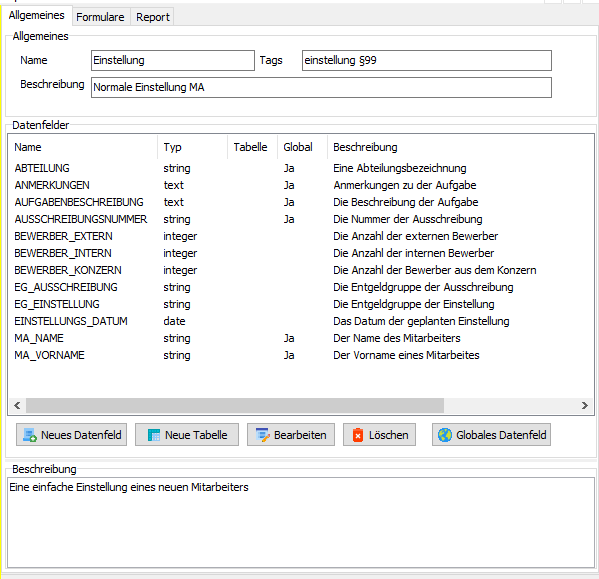 Allgemeines Formulare Report
Allgemeines
Name Einstellung Tags einstellung §99
Beschreibung Normale Einstellung MA
Datenfelder
Name Typ Tabelle Global Beschreibung
ABTEILUNG string Ja Eine Abteilungsbezeichnung
ANMERKUNGEN text Ja Anmerkungen zu der Aufgabe
AUFGABENBESCHREIBUNG text Ja Die Beschreibung der Aufgabe
AUSSCHREIBUNGSNUMMER string Ja Die Nummer der Ausschreibung
BEWERBER_EXTERN integer Die Anzahl der externen Bewerber
BEWERBER_INTERN integer Die Anzahl der internen Bewerber
BEWERBER_KONZERN integer Die Anzahl der Bewerber aus dem Konzern
EG_AUSSCHREIBUNG string Die Entgeldgruppe der Ausschreibung
EG_EINSTELLUNG string Die Entgeldgruppe der Einstellung
EINSTELLUNGS_DATUM date Das Datum der geplanten Einstellung
MA_NAME string Ja Der Name des Mitarbeiters
MA_VORNAME string Ja Der Vorname eines Mitarbeites
Neues Datenfeld Neue Tabelle Bearbeiten Löschen Globales Datenfeld
Beschreibung
Eine einfache Einstellung eines neuen Mitarbeiters